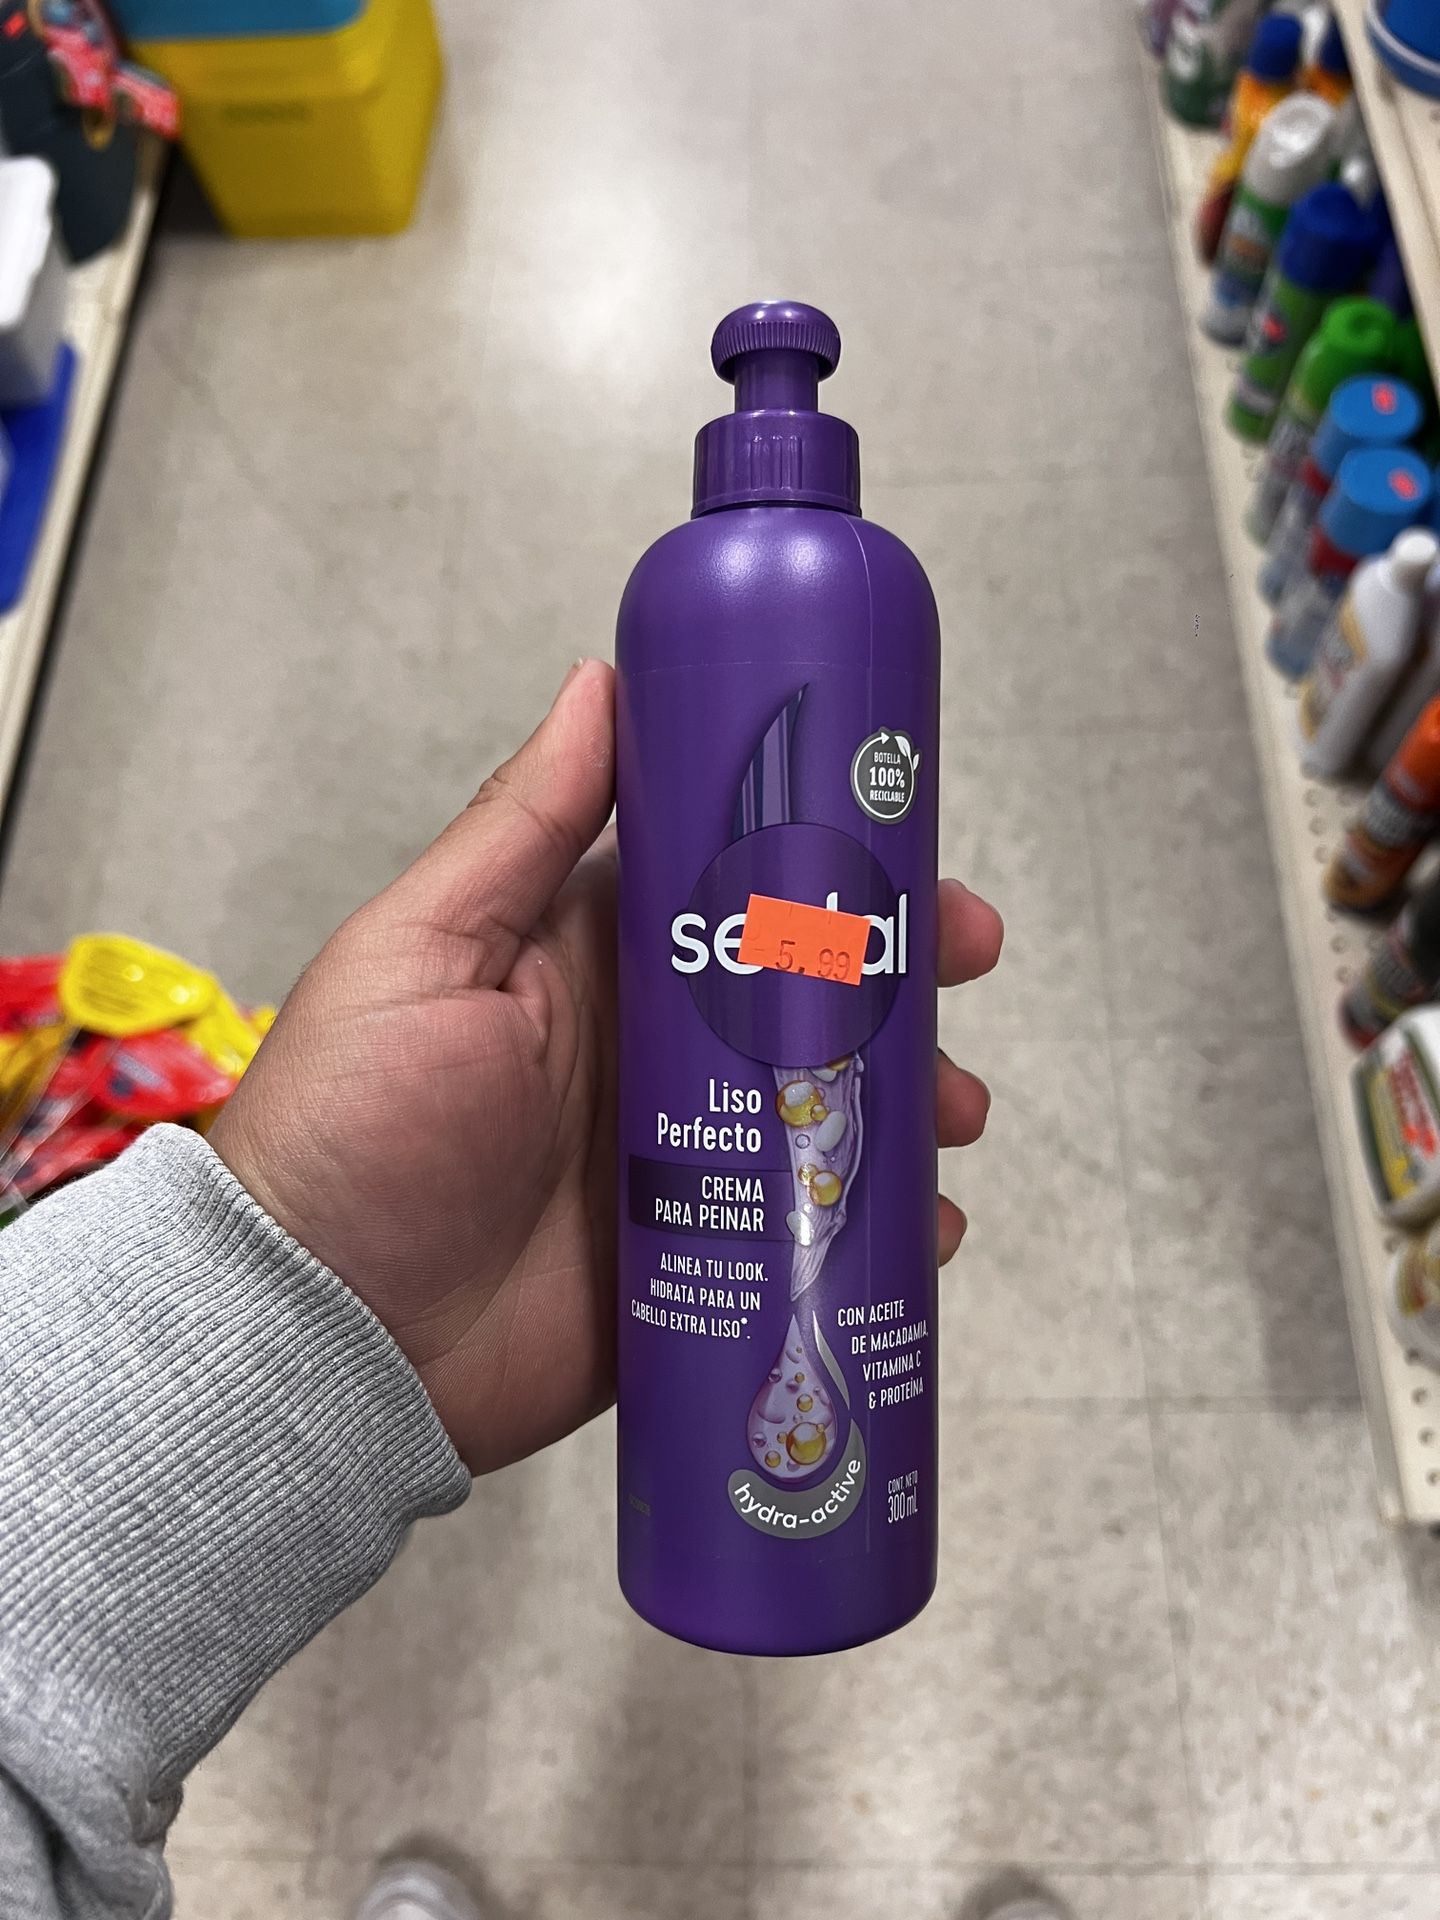 BOTELLA
100%
RECICLABLE
se al
5.99
Liso
Perfecto
CREMA
PARA PEINAR
ALINEA TU LOOK.
HIDRATA PARA UN
CABELLO EXTRA LISO*.
CON ACEITE
DE MACADAMIA,
VITAMINA C
& PROTEÍNA
hydra-active
CONT. NETO
300 mL